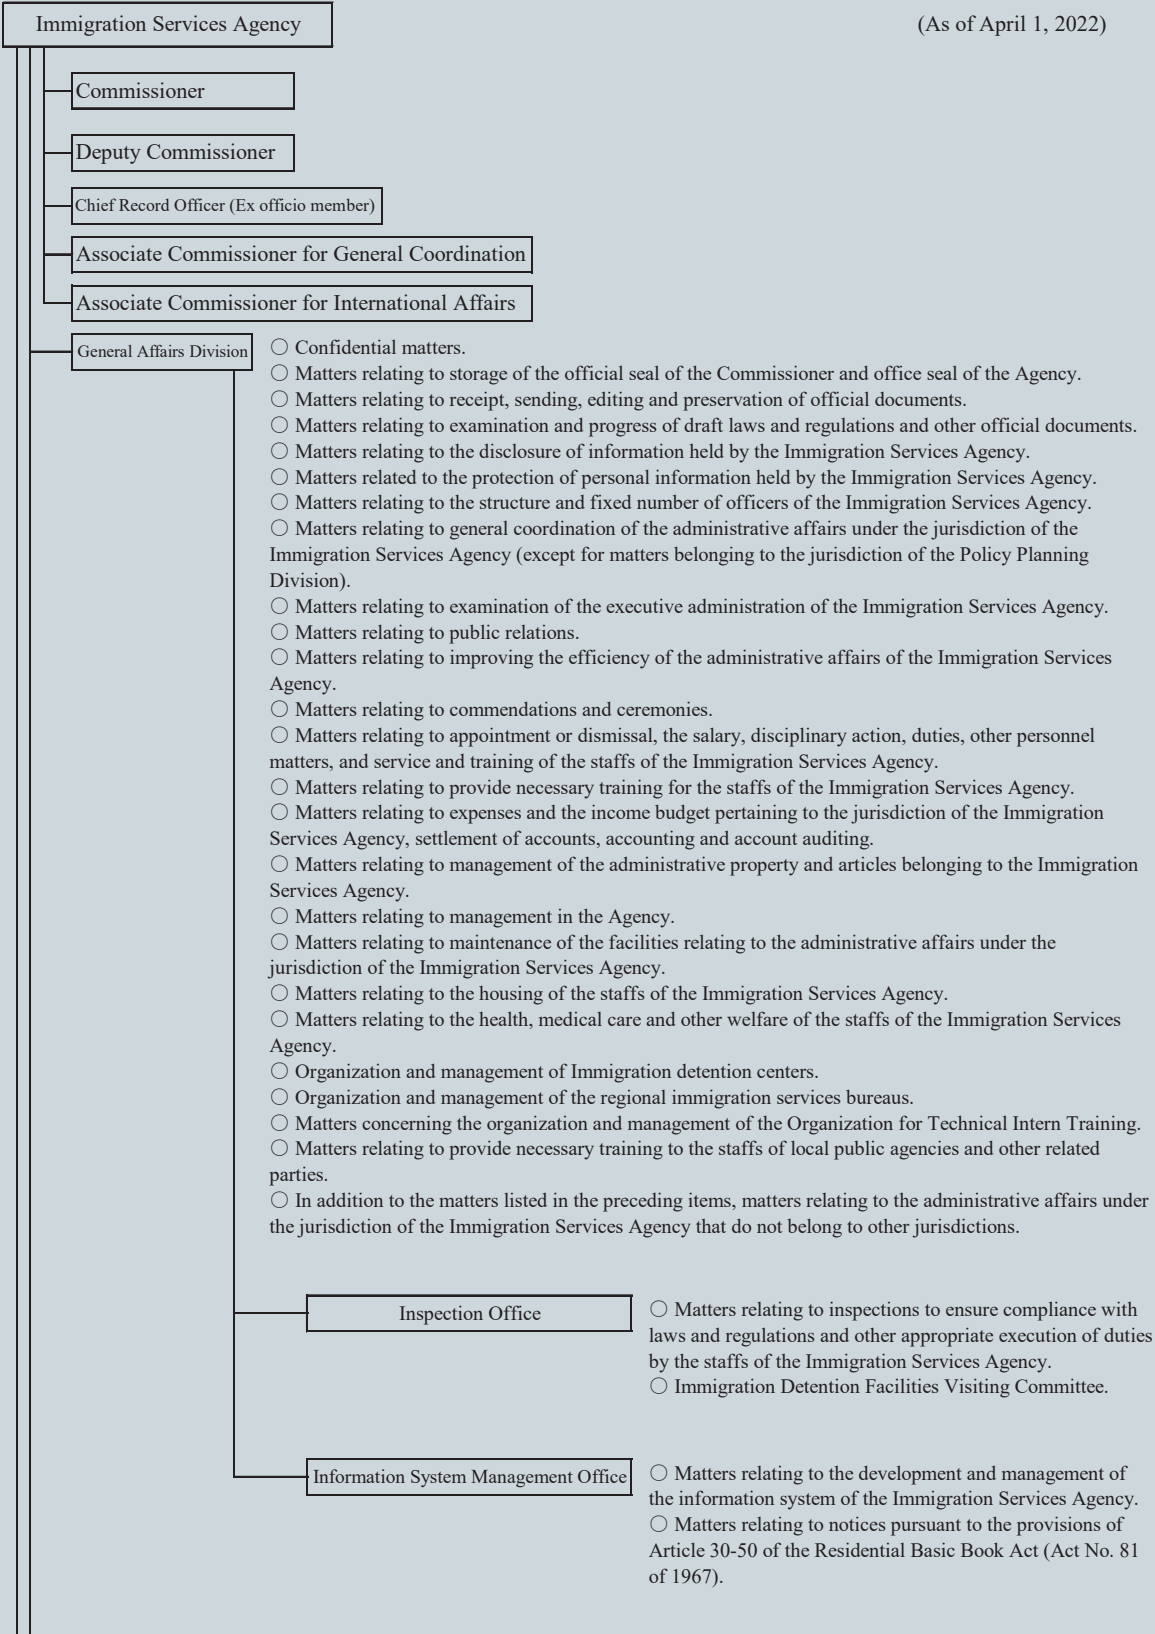 Immigration Services Agency
(As of April 1, 2022)
Commissioner
Deputy Commissioner
Chief Record Officer (Ex officio member)
Associate Commissioner for General Coordination
Associate Commissioner for International Affairs
General Affairs Division
○ Confidential matters.
○ Matters relating to storage of the official seal of the Commissioner and office seal of the Agency.
○ Matters relating to receipt, sending, editing and preservation of official documents.
○ Matters relating to examination and progress of draft laws and regulations and other official documents.
○ Matters relating to the disclosure of information held by the Immigration Services Agency.
○ Matters related to the protection of personal information held by the Immigration Services Agency.
○ Matters relating to the structure and fixed number of officers of the Immigration Services Agency.
○ Matters relating to general coordination of the administrative affairs under the jurisdiction of the
Immigration Services Agency (except for matters belonging to the jurisdiction of the Policy Planning
Division).
○ Matters relating to examination of the executive administration of the Immigration Services Agency.
○ Matters relating to public relations.
○ Matters relating to improving the efficiency of the administrative affairs of the Immigration Services
Agency.
○ Matters relating to commendations and ceremonies.
○ Matters relating to appointment or dismissal, the salary, disciplinary action, duties, other personnel
matters, and service and training of the staffs of the Immigration Services Agency.
○ Matters relating to provide necessary training for the staffs of the Immigration Services Agency.
○ Matters relating to expenses and the income budget pertaining to the jurisdiction of the Immigration
Services Agency, settlement of accounts, accounting and account auditing.
○ Matters relating to management of the administrative property and articles belonging to the Immigration
Services Agency.
○ Matters relating to management in the Agency.
○ Matters relating to maintenance of the facilities relating to the administrative affairs under the
jurisdiction of the Immigration Services Agency.
○ Matters relating to the housing of the staffs of the Immigration Services Agency.
○ Matters relating to the health, medical care and other welfare of the staffs of the Immigration Services
Agency.
○ Organization and management of Immigration detention centers.
○ Organization and management of the regional immigration services bureaus.
○ Matters concerning the organization and management of the Organization for Technical Intern Training.
○ Matters relating to provide necessary training to the staffs of local public agencies and other related
parties.
○ In addition to the matters listed in the preceding items, matters relating to the administrative affairs under
the jurisdiction of the Immigration Services Agency that do not belong to other jurisdictions.
Inspection Office
○ Matters relating to inspections to ensure compliance with
laws and regulations and other appropriate execution of duties
by the staffs of the Immigration Services Agency.
○ Immigration Detention Facilities Visiting Committee.
Information System Management Office
○ Matters relating to the development and management of
the information system of the Immigration Services Agency.
○ Matters relating to notices pursuant to the provisions of
Article 30-50 of the Residential Basic Book Act (Act No. 81
of 1967).